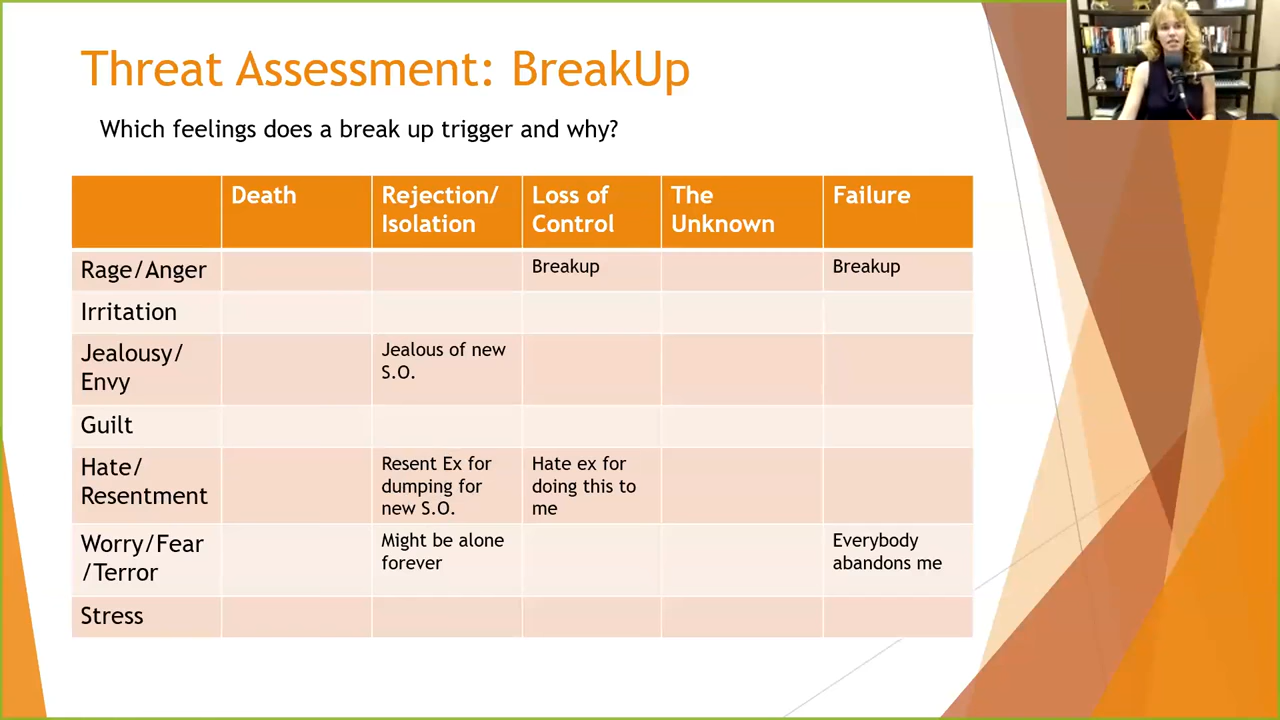 Threat Assessment: BreakUp
Which feelings does a break up trigger and why?
Death
Rejection/
Isolation
Loss of
Control
The
Unknown
Failure
Rage/Anger
Breakup
Breakup
Irritation
Jealousy/
Envy
Jealous of new
S.O.
Guilt
Hate/
Resentment
Resent Ex for
dumping for
new S.O.
Hate ex for
doing this to
me
Worry/Fear
/Terror
Might be alone
forever
Everybody
abandons me
Stress